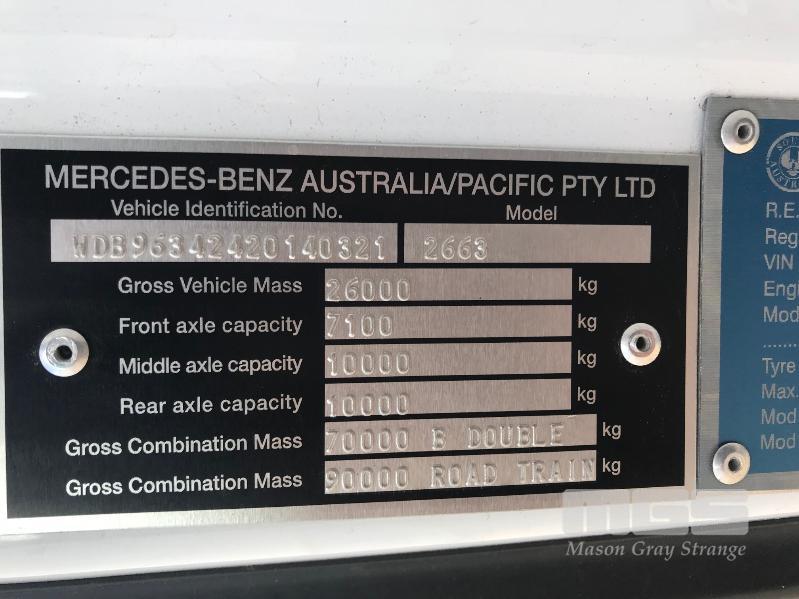 MERCEDES-BENZ AUSTRALIA/PACIFIC PTY LTD
Vehicle Identification No. Model
WDB96342420140321 2663
Gross Vehicle Mass 26000 kg
Front axle capacity 7100 kg
Middle axle capacity 10000 kg
Rear axle capacity 10000 kg
Gross Combination Mass 70000 B DOUBLE kg
Gross Combination Mass 90000 ROAD TRAIN kg
R.E.
Reg
VIN
Engi
Mod
.......
Tyre
Max.
Mod
Mod
MGS
Mason Gray Strange